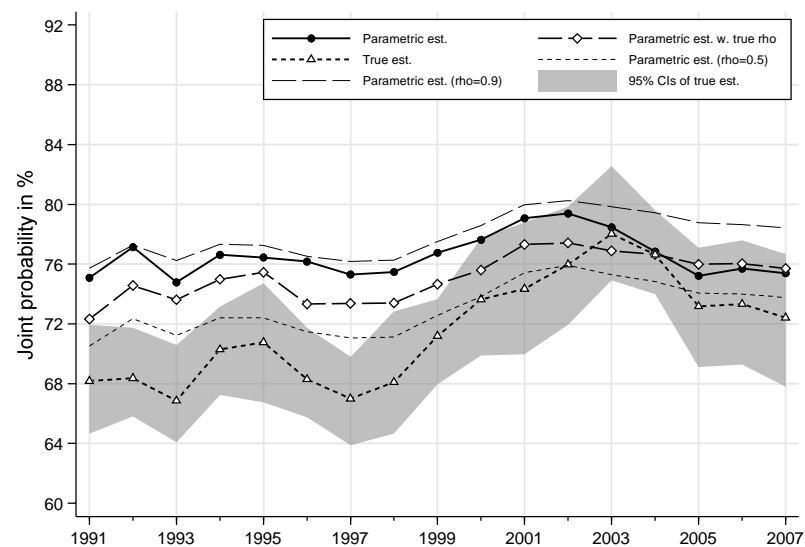 Parametric est.
Parametric est. w. true rho
True est.
Parametric est. (rho=0.5)
Parametric est. (rho=0.9)
95% CIs of true est.
Joint probability in %
92
88
84
80
76
72
68
64
60
1991 1993 1995 1997 1999 2001 2003 2005 2007